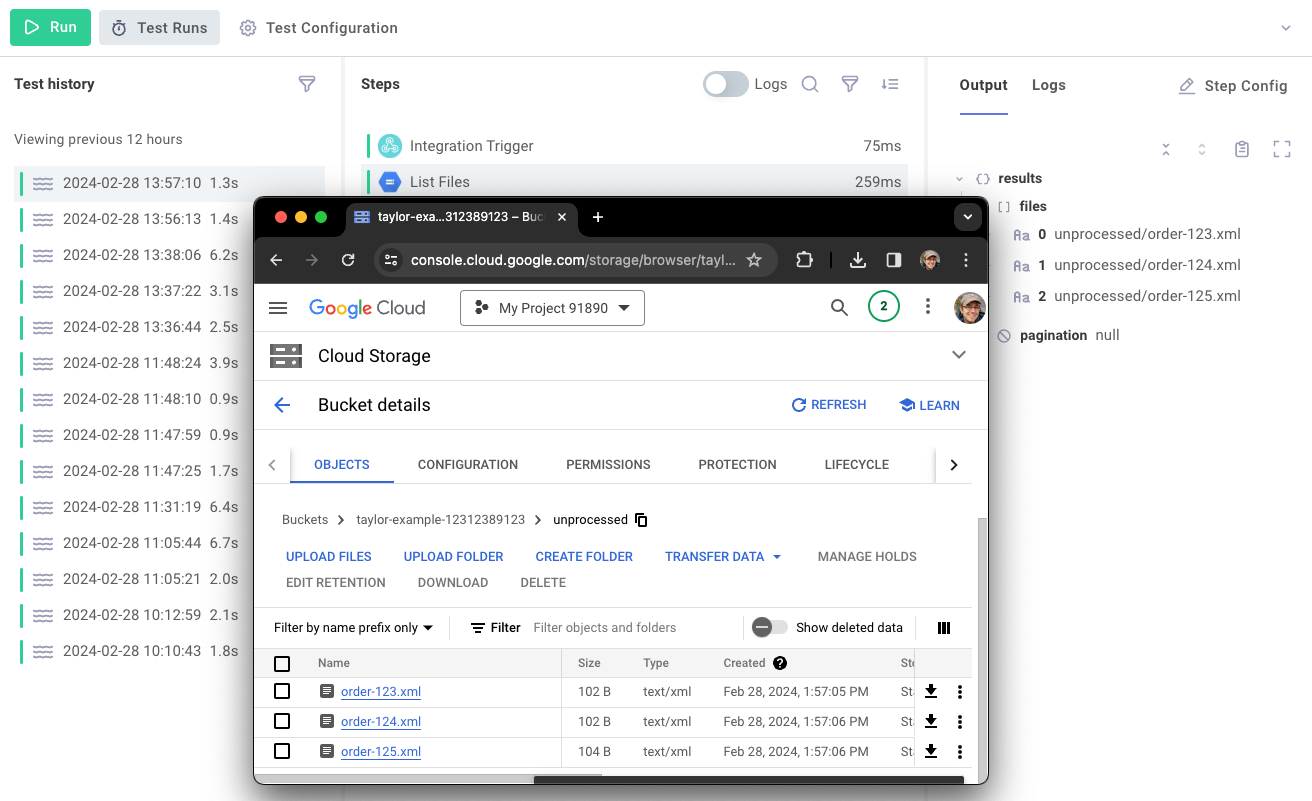 Run
Test Runs
Test Configuration
Test history
Viewing previous 12 hours
2024-02-28 13:57:10 1.3s
2024-02-28 13:56:13 1.4s
2024-02-28 13:38:06 6.2s
2024-02-28 13:37:22 3.1s
2024-02-28 13:36:44 2.5s
2024-02-28 11:48:24 3.9s
2024-02-28 11:48:10 0.9s
2024-02-28 11:47:59 0.9s
2024-02-28 11:47:25 1.7s
2024-02-28 11:31:19 6.4s
2024-02-28 11:05:44 6.7s
2024-02-28 11:05:21 2.0s
2024-02-28 10:12:59 2.1s
2024-02-28 10:10:43 1.8s
Steps
Logs
Integration Trigger 75ms
List Files 259ms
taylor-exa...312389123 – Buc
console.cloud.google.com/storage/browser/tayl...
Google Cloud
My Project 91890
2
Cloud Storage
Bucket details
REFRESH
LEARN
OBJECTS CONFIGURATION PERMISSIONS PROTECTION LIFECYCLE
Buckets taylor-example-12312389123 unprocessed
UPLOAD FILES UPLOAD FOLDER CREATE FOLDER TRANSFER DATA MANAGE HOLDS
EDIT RETENTION DOWNLOAD DELETE
Filter by name prefix only Filter Filter objects and folders Show deleted data
Name Size Type Created ? Sto
order-123.xml 102 B text/xml Feb 28, 2024, 1:57:05 PM St
order-124.xml 102 B text/xml Feb 28, 2024, 1:57:06 PM St
order-125.xml 104 B text/xml Feb 28, 2024, 1:57:06 PM St
Output
Logs
Step Config
{} results
[] files
Aa 0 unprocessed/order-123.xml
Aa 1 unprocessed/order-124.xml
Aa 2 unprocessed/order-125.xml
pagination null